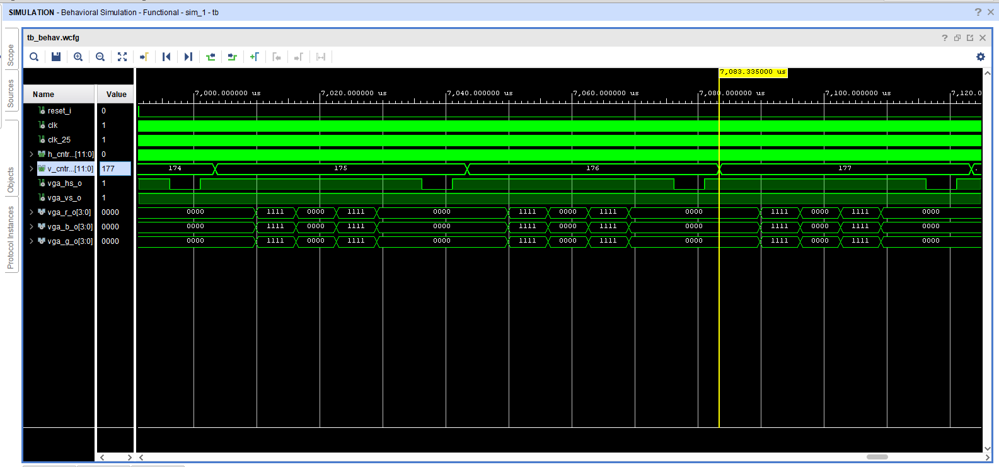 SIMULATION - Behavioral Simulation - Functional - sim_1 - tb
?
Scope
Sources
Objects
Protocol Instances
tb_behav.wcfg
?
7,083.335000 us
Name Value
7,000.000000 us 7,020.000000 us 7,040.000000 us 7,060.000000 us 7,080.000000 us 7,100.000000 us 7,120.0
reset_i 0
clk 1
clk_25 1
h_cntr...[11:0] 0
v_cntr...[11:0] 177 174 175 176 177 .
vga_hs_o 1
vga_vs_o 1
vga_r_o[3:0] 0000 0000 1111 0000 1111 0000 1111 0000 1111 0000 1111 0000 1111 0000
vga_b_o[3:0] 0000 0000 1111 0000 1111 0000 1111 0000 1111 0000 1111 0000 1111 0000
vga_g_o[3:0] 0000 0000 1111 0000 1111 0000 1111 0000 1111 0000 1111 0000 1111 0000